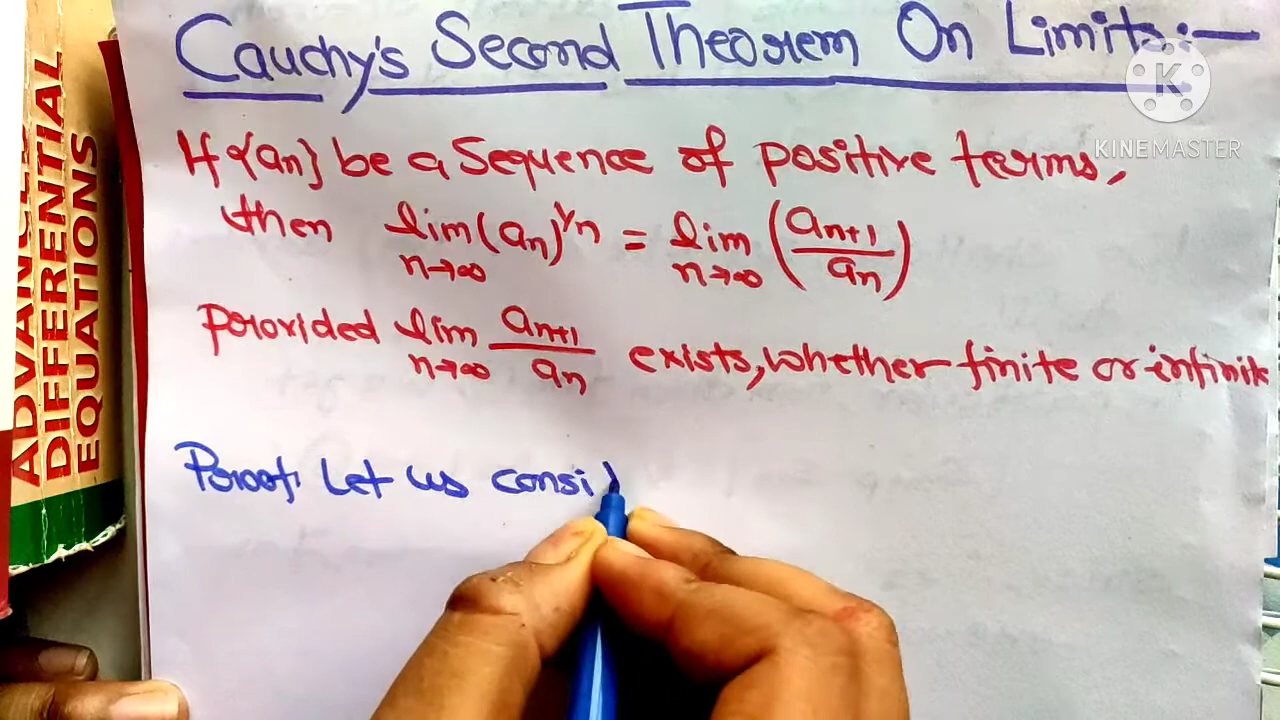 Cauchy's Second Theorem On Limits:-
If {an} be a Sequence of positive terms,
then lim n→∞ (an)^1/n = lim n→∞ (an+1/an)
Provided lim n→∞ an+1/an exists, whether finite or infinite
Proof: Let us consi
ADVANCED
DIFFERENTIAL
EQUATIONS
K
KINEMASTER